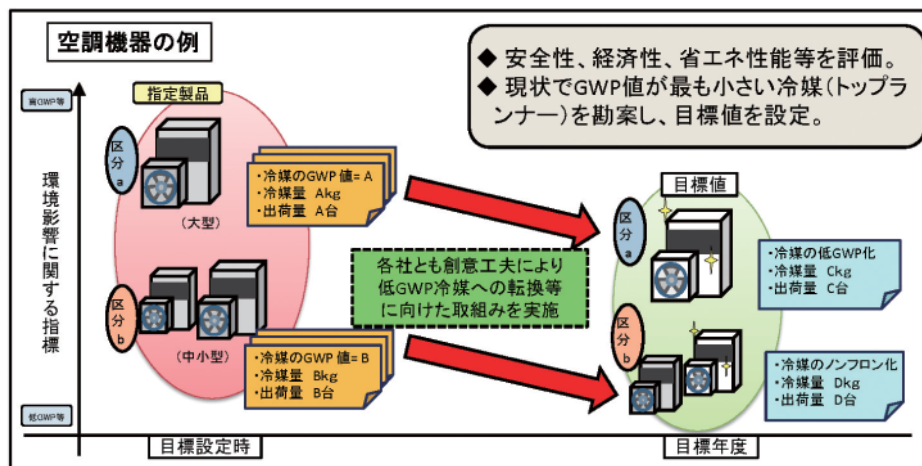 空調機器の例
◆ 安全性、経済性、省エネ性能等を評価。
◆ 現状でGWP値が最も小さい冷媒(トップラ
ンナー)を勘案し、目標値を設定。
高GWP等
環境影響に関する指標
低GWP等
指定製品
区分a
(大型)
・冷媒のGWP値=A
・冷媒量 Akg
・出荷量 A台
区分b
(中小型)
・冷媒のGWP値=B
・冷媒量 Bkg
・出荷量 B台
各社とも創意工夫により
低GWP冷媒への転換等
に向けた取組みを実施
目標値
区分a
・冷媒の低GWP化
・冷媒量 Ckg
・出荷量 C台
区分b
・冷媒のノンフロン化
・冷媒量 Dkg
・出荷量 D台
目標設定時
目標年度